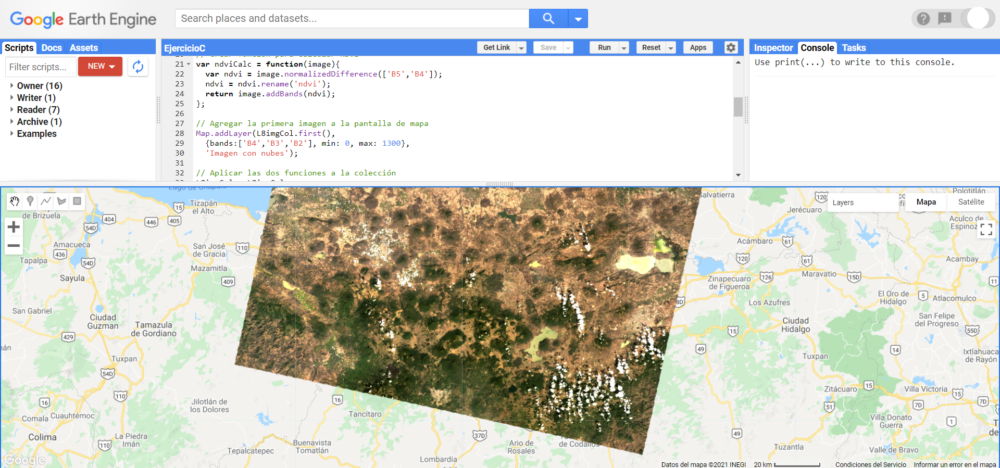 Google Earth Engine
Search places and datasets...
Scripts
Docs
Assets
Filter scripts...
NEW
Owner (16)
Writer (1)
Reader (7)
Archive (1)
Examples
EjercicioC
Get Link
Save
Run
Reset
Apps
21 var ndviCalc = function(image){
22 var ndvi = image.normalizedDifference(['B5','B4']);
23 ndvi = ndvi.rename('ndvi');
24 return image.addBands(ndvi);
25 };
26
27 // Agregar la primera imagen a la pantalla de mapa
28 Map.addLayer(L8imgCol.first(),
29 {bands:['B4','B3','B2'], min: 0, max: 1300},
30 'Imagen con nubes');
31
32 // Aplicar las dos funciones a la colección
Inspector
Console
Tasks
Use print(...) to write to this console.
Layers
Mapa
Satélite
Polotitlán
Salvatierra
120
Jerécuaro
Aculco de
Espinoz
Tizapán
el Alto
15
de Brizuela
404
446
405
54D
Amacueca
436
Tapalpa
54D
San José
de Gracia
110
Mazamitla
Sayula
409
Acámbaro
61
120
61
Acambay
Maravatio
126
15D
11
Zinapecuaro
de Figueroa
8D
Los Azufres
El Oro de
Hidalgo
5
Atlacomulco
San Gabriel
Ciudad
Guzman
Tamazula
de Gordiano
429
Ciudad
Hidalgo
15
San Felipe
del Progreso
55D
49
14
Ixtlahuaca
de Rayón
Tuxpan
54D
Tuxpan
110
16
16
Jilotlán de
los Dolores
Tancítaro
Comala
Cuauhtémoc
Colima
La Piedra
Imán
110
Tepalcatepec
Buenavista
Tomatlán
Lombardía
37D
Ario de
Rosales
de Codallos
Zitácuaro
15
Villa Victoria
15
7D
7D
51
Villa Donato
Guerra
1
49
Tuzantla
Valle de Bravo
Google
Datos del mapa ©2021 INEGI
20 km
Condiciones del Servicio
Informar un error en el mapa